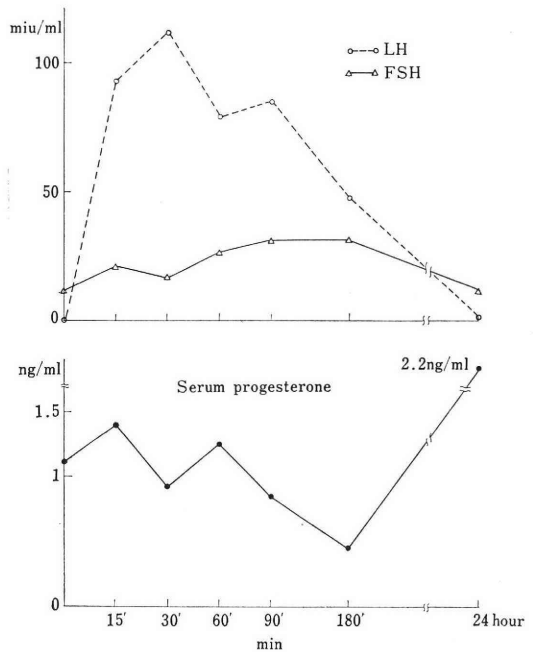 miu/ml
LH
FSH
100
50
0
ng/ml
2.2ng/ml
Serum progesterone
1.5
1
0
15′ 30′ 60′ 90′ 180′ 24 hour
min